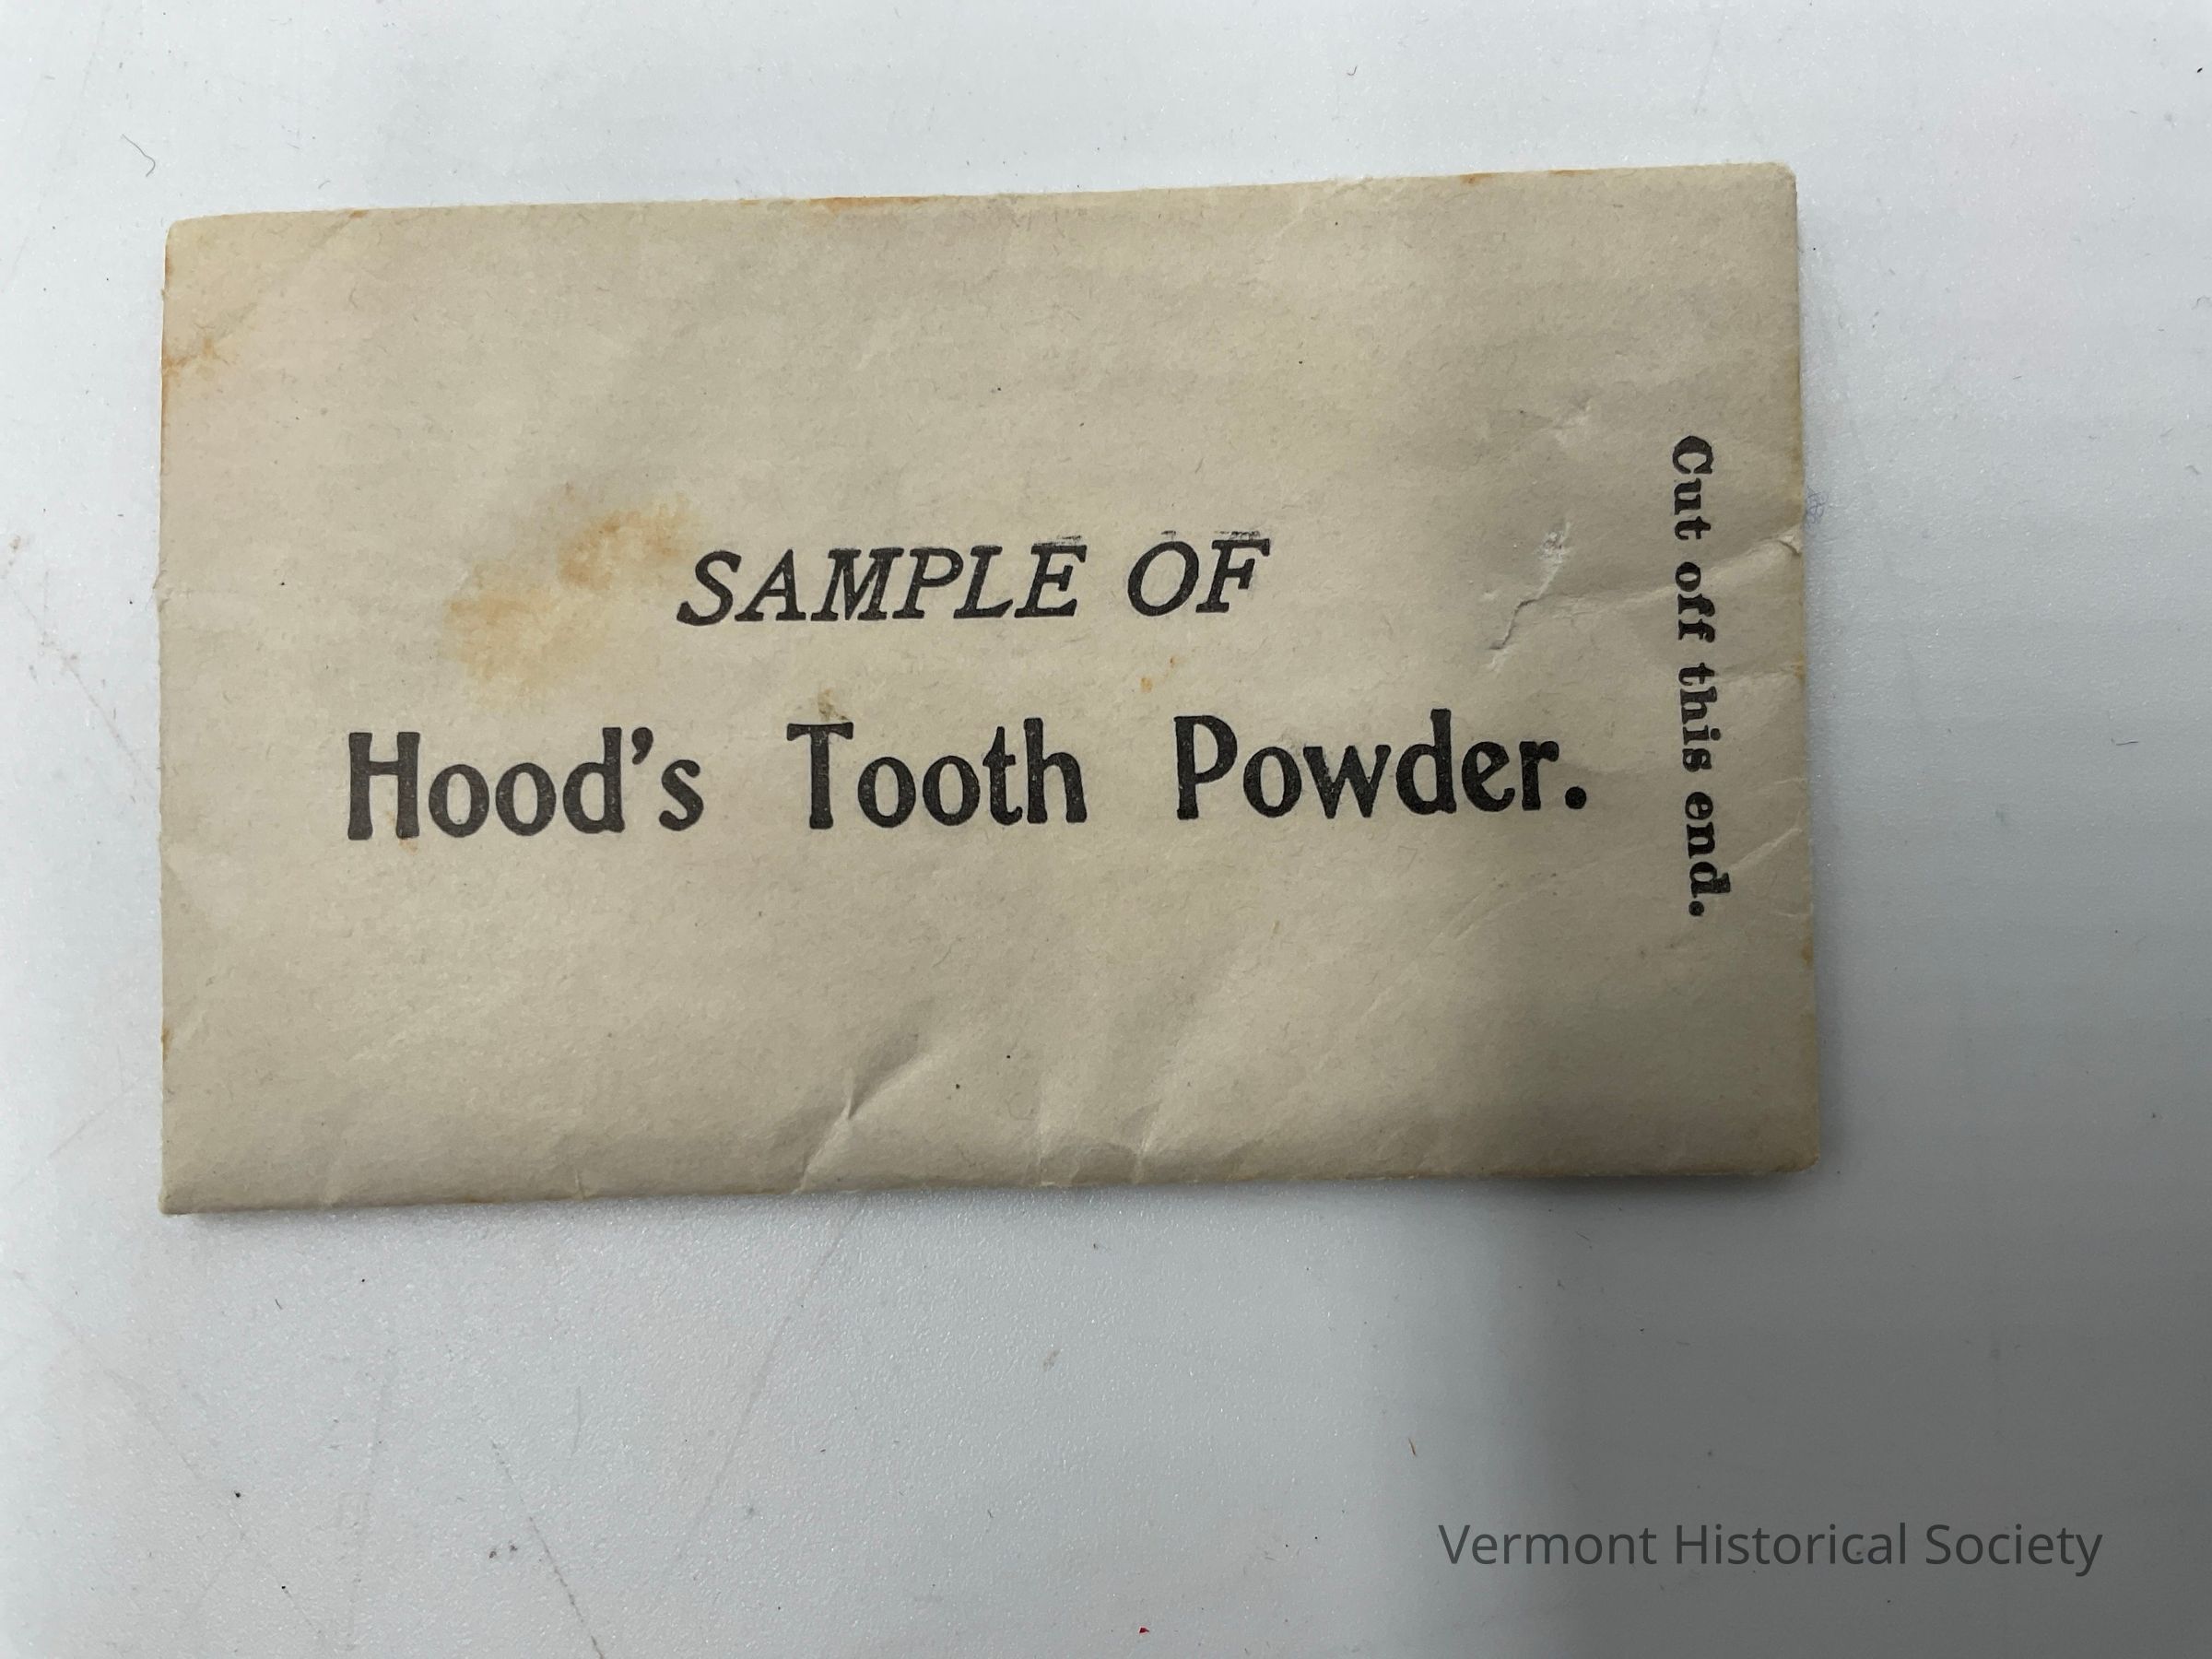 SAMPLE OF
Hood's Tooth Powder.
Cut off this end.
Vermont Historical Society